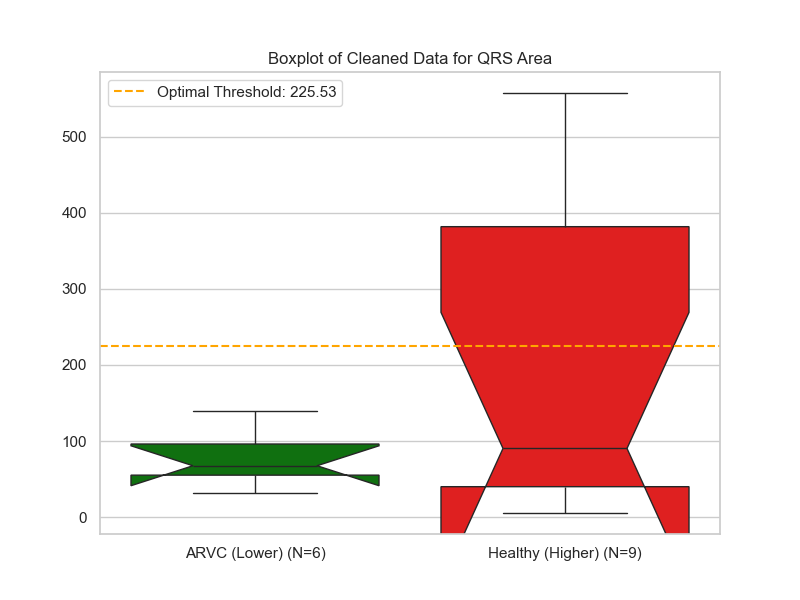 Boxplot of Cleaned Data for QRS Area
Optimal Threshold: 225.53
500
400
300
200
100
0
ARVC (Lower) (N=6)
Healthy (Higher) (N=9)